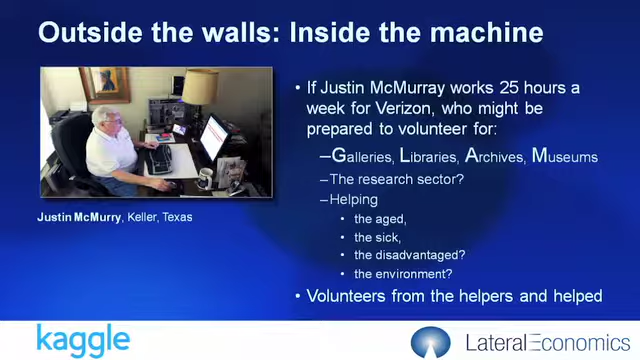 Outside the walls: Inside the machine
Justin McMurry, Keller, Texas
• If Justin McMurray works 25 hours a
week for Verizon, who might be
prepared to volunteer for:
–Galleries, Libraries, Archives, Museums
–The research sector?
–Helping
• the aged,
• the sick,
• the disadvantaged?
• the environment?
• Volunteers from the helpers and helped
kaggle
LateralEconomics